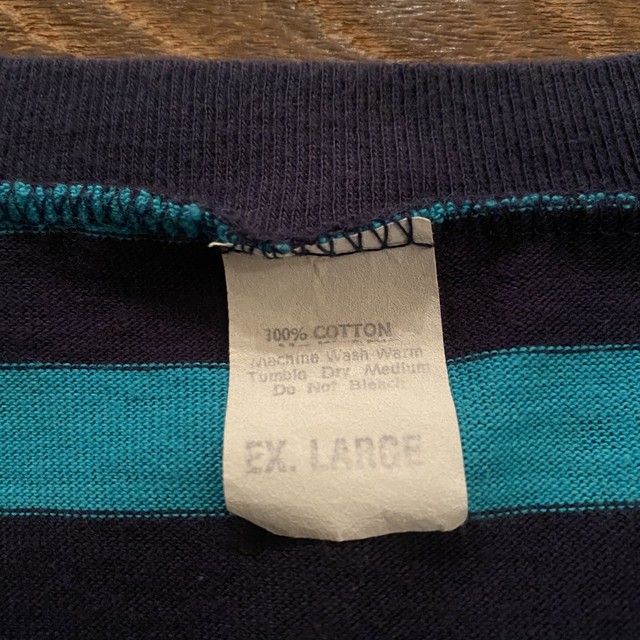 100% COTTON
Machine Wash Warm
Tumble Dry Medium
Do Not Bleach
EX. LARGE